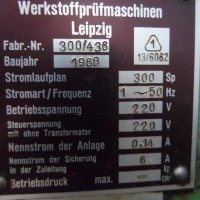 Werkstoffprüfmaschinen
Leipzig
Fabr.-Nr. 300/436
1
13/6082
Baujahr 1968
Stromlaufplan 300 Sp
Stromart/Frequenz 1~50 Hz
Betriebsspannung 220 V
Steuerspannung 220 V
mit ohne Transformator
Nennstrom der Anlage 0,14 A
Nennstrom der Sicherung 6 A
in der Zuleitung
Betriebsdruck max.